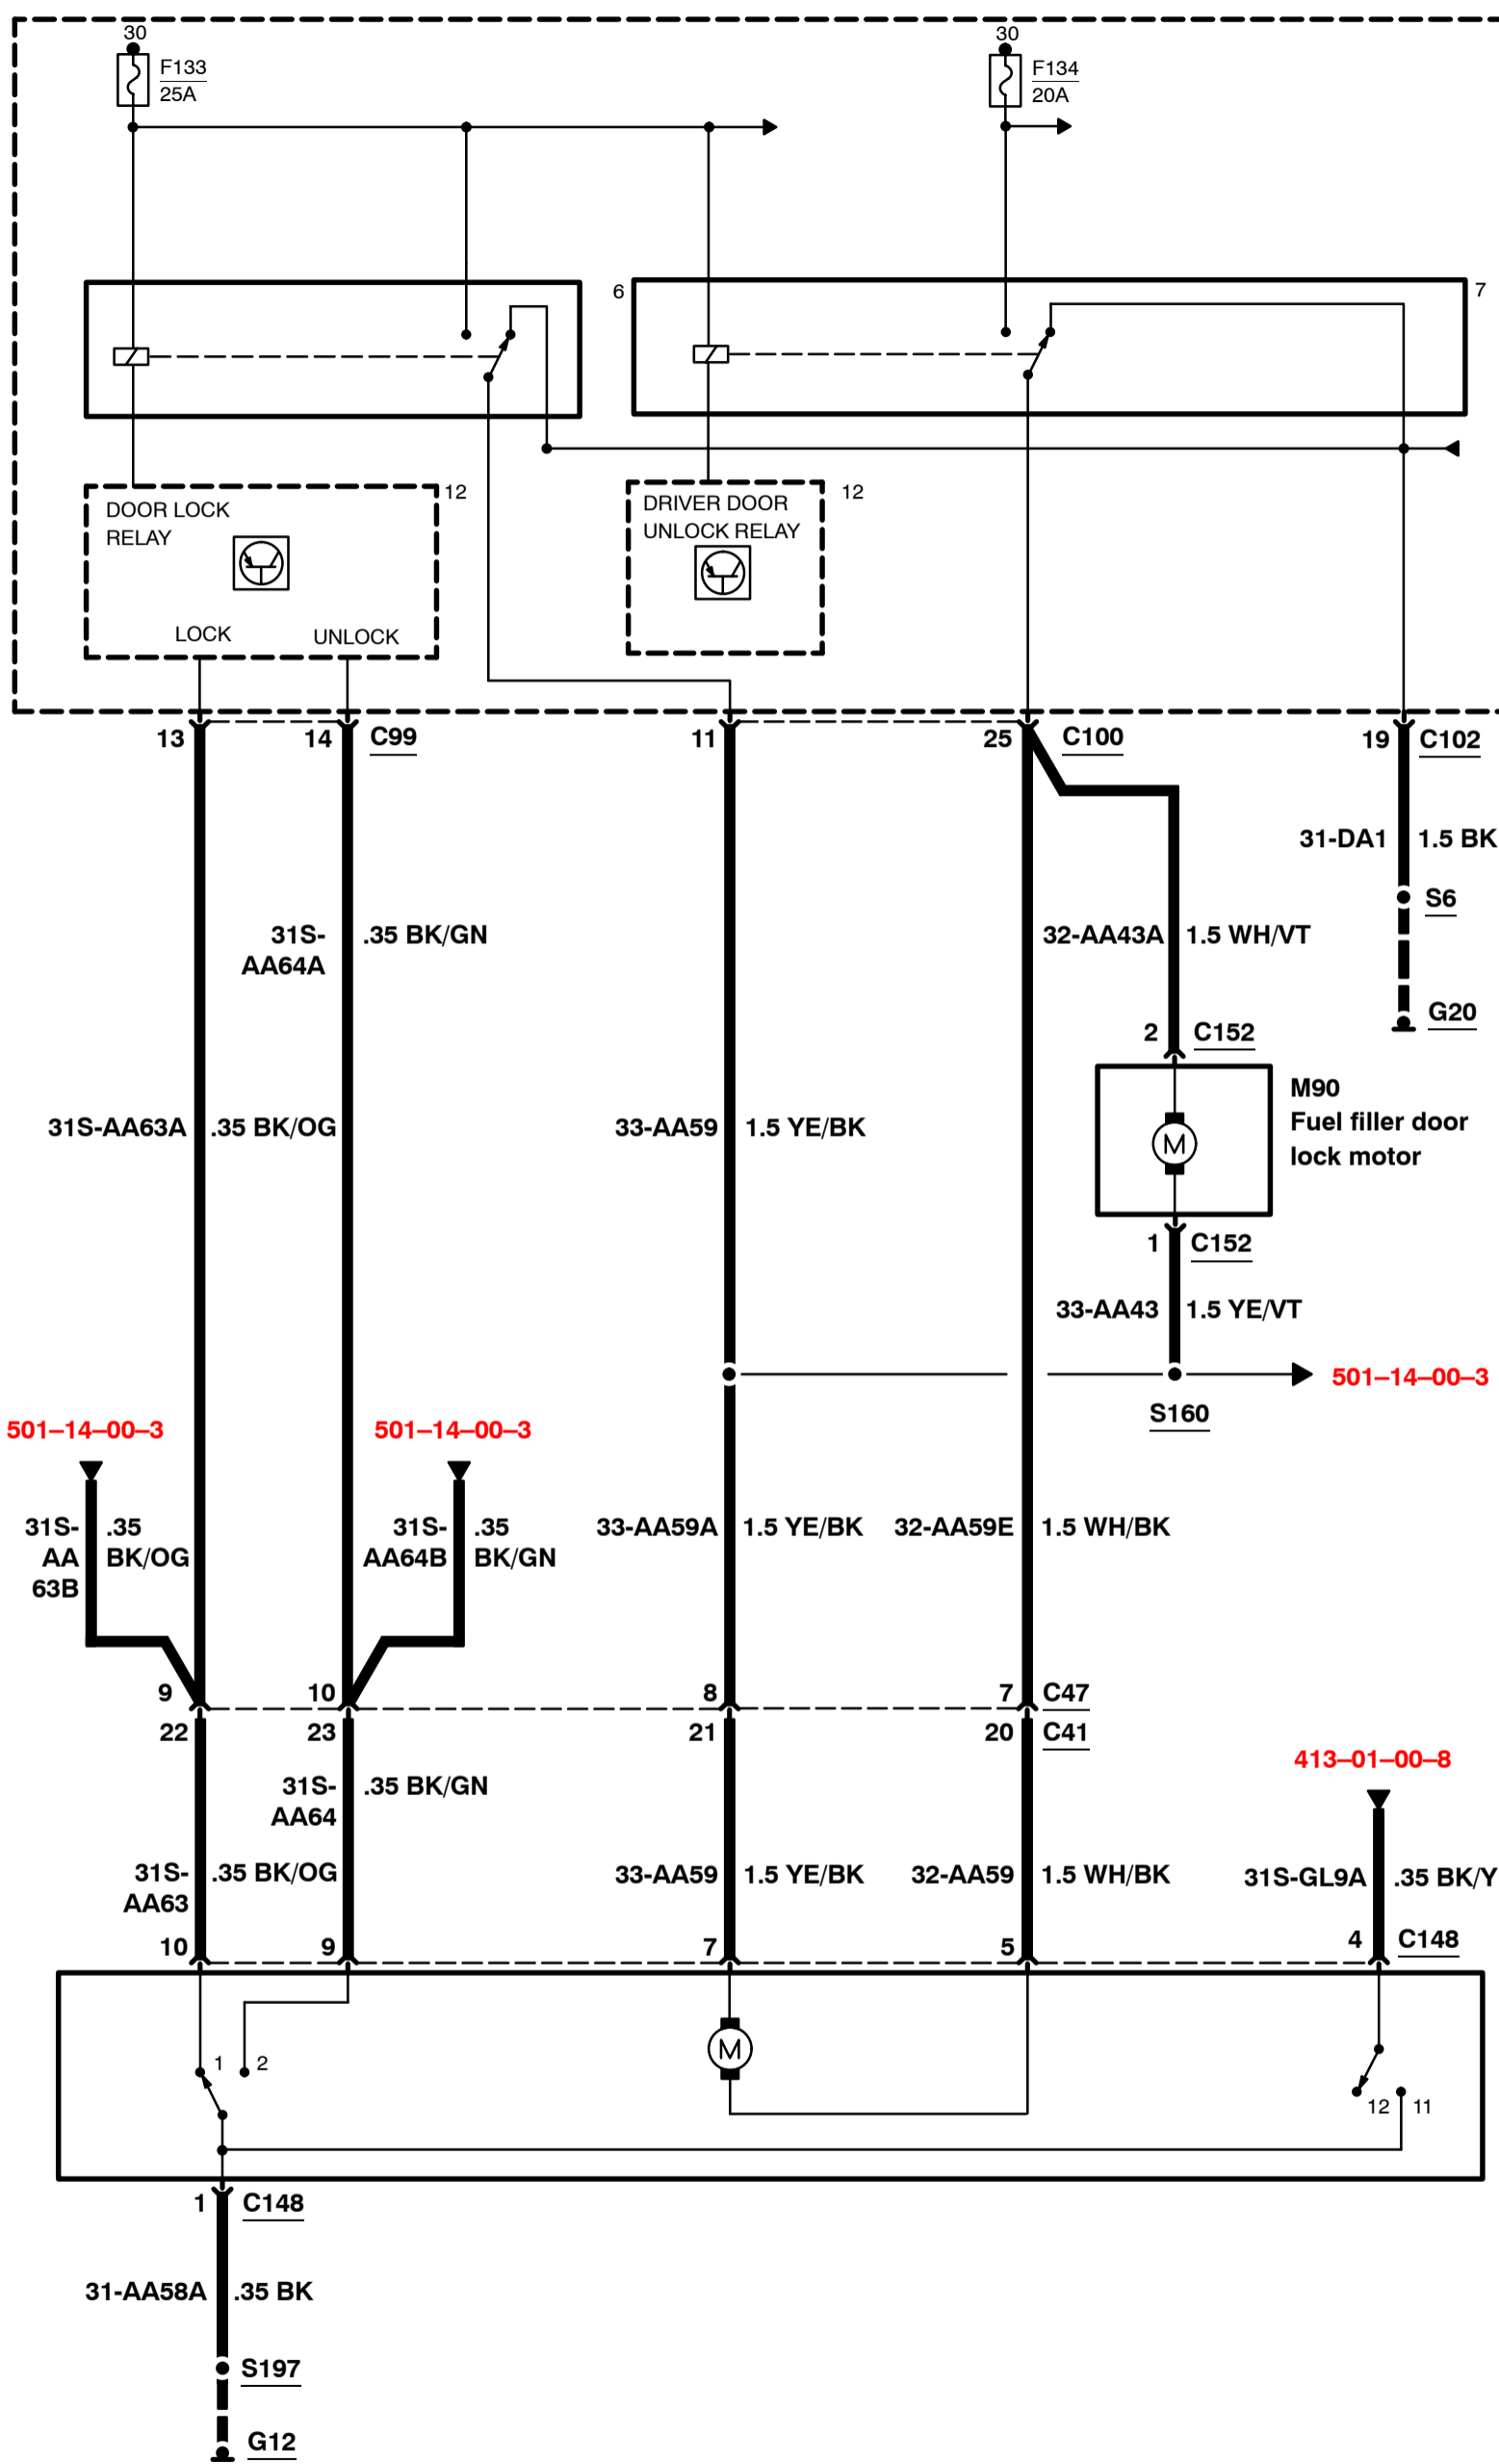 30
F133
25A
30
F134
20A
6
7
DOOR LOCK
RELAY
12
LOCK
UNLOCK
DRIVER DOOR
UNLOCK RELAY
12
13
14
C99
11
25
C100
19
C102
31-DA1
1.5 BK
S6
G20
31S-
AA64A
.35 BK/GN
32-AA43A
1.5 WH/VT
2
C152
31S-AA63A
.35 BK/OG
33-AA59
1.5 YE/BK
M
M90
Fuel filler door
lock motor
1
C152
33-AA43
1.5 YE/VT
501–14–00–3
S160
501–14–00–3
501–14–00–3
31S-
AA
63B
.35
BK/OG
31S-
AA64B
.35
BK/GN
33-AA59A
1.5 YE/BK
32-AA59E
1.5 WH/BK
9
10
8
7
C47
22
23
21
20
C41
413–01–00–8
31S-
AA64
.35 BK/GN
31S-
AA63
.35 BK/OG
33-AA59
1.5 YE/BK
32-AA59
1.5 WH/BK
31S-GL9A
.35 BK/Y
10
9
7
5
4
C148
1
2
M
12
11
1
C148
31-AA58A
.35 BK
S197
G12